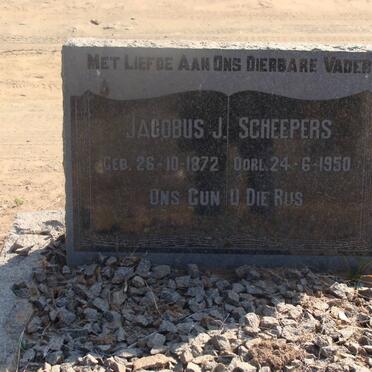 MET LIEFDE AAN ONS DIERBARE VADER
JACOBUS J. SCHEEPERS
GEB. 26-10-1872 OORL. 24-6-1950
ONS GUN U DIE RUS